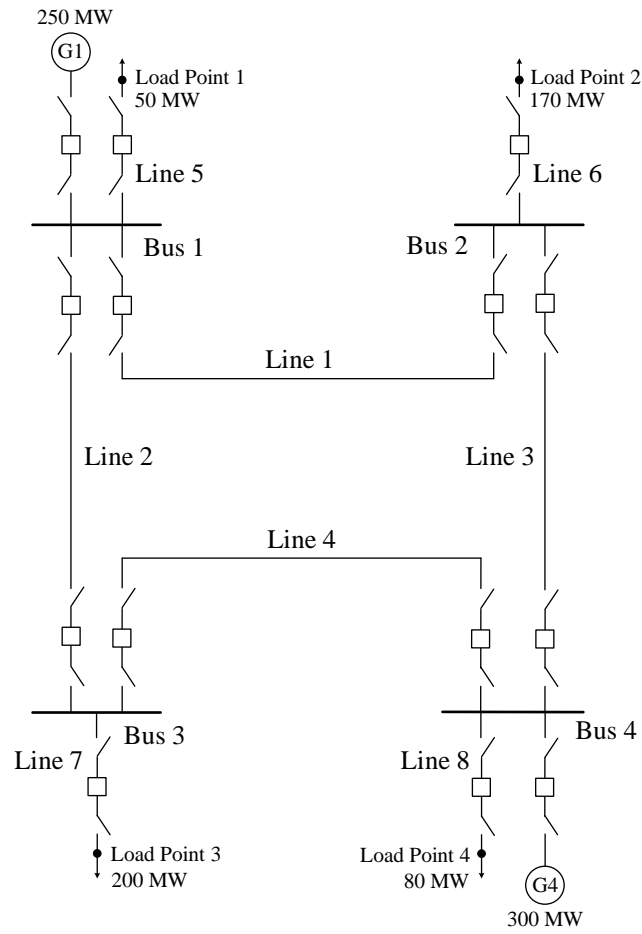 250 MW
G1
Load Point 1
50 MW
Load Point 2
170 MW
Line 5
Line 6
Bus 1
Bus 2
Line 1
Line 2
Line 3
Line 4
Bus 3
Bus 4
Line 7
Line 8
Load Point 3
200 MW
Load Point 4
80 MW
G4
300 MW